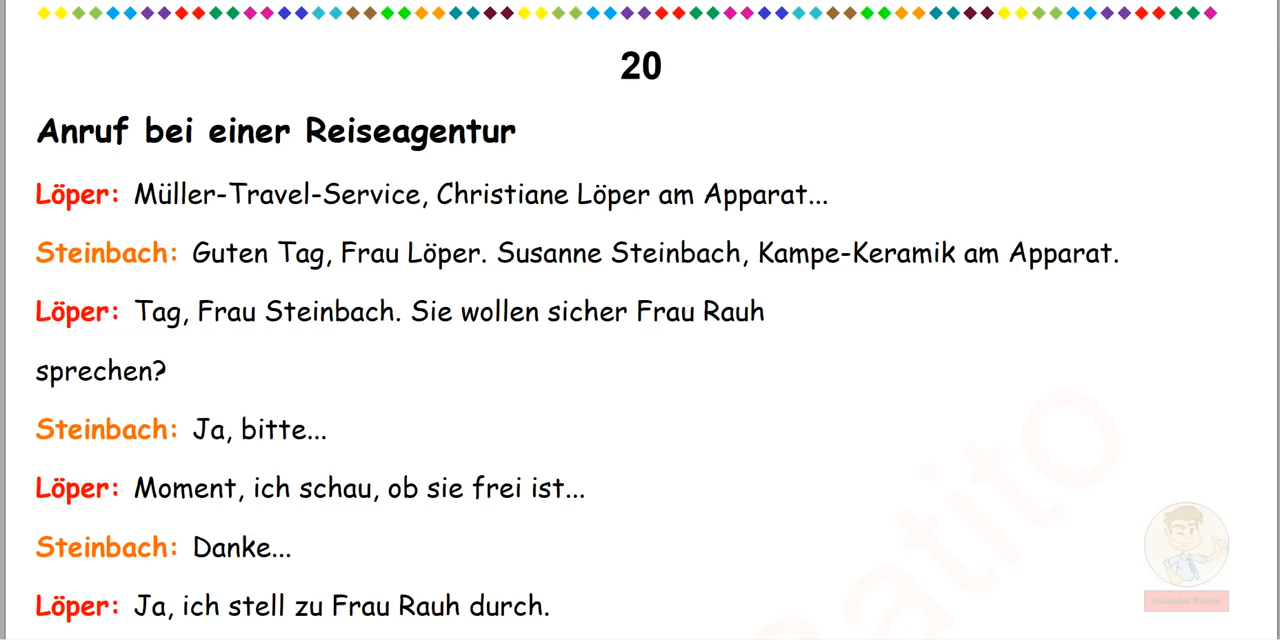 20
Anruf bei einer Reiseagentur
Löper: Müller-Travel-Service, Christiane Löper am Apparat...
Steinbach: Guten Tag, Frau Löper. Susanne Steinbach, Kampe-Keramik am Apparat.
Löper: Tag, Frau Steinbach. Sie wollen sicher Frau Rauh
sprechen?
Steinbach: Ja, bitte...
Löper: Moment, ich schau, ob sie frei ist...
Steinbach: Danke...
Löper: Ja, ich stell zu Frau Rauh durch.